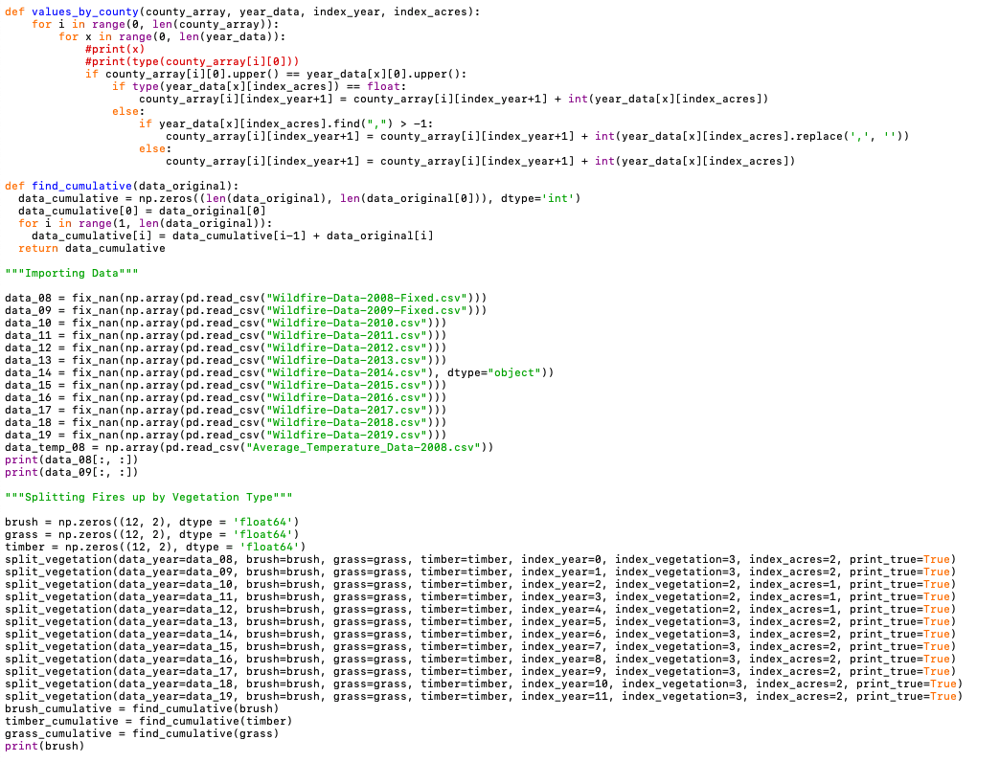 def values_by_county(county_array, year_data, index_year, index_acres):
    for i in range(0, len(county_array)):
        for x in range(0, len(year_data)):
            #print(x)
            #print(type(county_array[i][0]))
            if county_array[i][0].upper() == year_data[x][0].upper():
                if type(year_data[x][index_acres]) == float:
                    county_array[i][index_year+1] = county_array[i][index_year+1] + int(year_data[x][index_acres])
                else:
                    if year_data[x][index_acres].find(",") > -1:
                        county_array[i][index_year+1] = county_array[i][index_year+1] + int(year_data[x][index_acres].replace(',', ''))
                    else:
                        county_array[i][index_year+1] = county_array[i][index_year+1] + int(year_data[x][index_acres])

def find_cumulative(data_original):
  data_cumulative = np.zeros((len(data_original), len(data_original[0])), dtype='int')
  data_cumulative[0] = data_original[0]
  for i in range(1, len(data_original)):
    data_cumulative[i] = data_cumulative[i-1] + data_original[i]
  return data_cumulative

"""Importing Data"""

data_08 = fix_nan(np.array(pd.read_csv("Wildfire-Data-2008-Fixed.csv")))
data_09 = fix_nan(np.array(pd.read_csv("Wildfire-Data-2009-Fixed.csv")))
data_10 = fix_nan(np.array(pd.read_csv("Wildfire-Data-2010.csv")))
data_11 = fix_nan(np.array(pd.read_csv("Wildfire-Data-2011.csv")))
data_12 = fix_nan(np.array(pd.read_csv("Wildfire-Data-2012.csv")))
data_13 = fix_nan(np.array(pd.read_csv("Wildfire-Data-2013.csv")))
data_14 = fix_nan(np.array(pd.read_csv("Wildfire-Data-2014.csv"), dtype="object"))
data_15 = fix_nan(np.array(pd.read_csv("Wildfire-Data-2015.csv")))
data_16 = fix_nan(np.array(pd.read_csv("Wildfire-Data-2016.csv")))
data_17 = fix_nan(np.array(pd.read_csv("Wildfire-Data-2017.csv")))
data_18 = fix_nan(np.array(pd.read_csv("Wildfire-Data-2018.csv")))
data_19 = fix_nan(np.array(pd.read_csv("Wildfire-Data-2019.csv")))
data_temp_08 = np.array(pd.read_csv("Average_Temperature_Data-2008.csv"))
print(data_08[:, :])
print(data_09[:, :])

"""Splitting Fires up by Vegetation Type"""

brush = np.zeros((12, 2), dtype = 'float64')
grass = np.zeros((12, 2), dtype = 'float64')
timber = np.zeros((12, 2), dtype = 'float64')
split_vegetation(data_year=data_08, brush=brush, grass=grass, timber=timber, index_year=0, index_vegetation=3, index_acres=2, print_true=True)
split_vegetation(data_year=data_09, brush=brush, grass=grass, timber=timber, index_year=1, index_vegetation=3, index_acres=2, print_true=True)
split_vegetation(data_year=data_10, brush=brush, grass=grass, timber=timber, index_year=2, index_vegetation=2, index_acres=1, print_true=True)
split_vegetation(data_year=data_11, brush=brush, grass=grass, timber=timber, index_year=3, index_vegetation=2, index_acres=1, print_true=True)
split_vegetation(data_year=data_12, brush=brush, grass=grass, timber=timber, index_year=4, index_vegetation=2, index_acres=1, print_true=True)
split_vegetation(data_year=data_13, brush=brush, grass=grass, timber=timber, index_year=5, index_vegetation=3, index_acres=2, print_true=True)
split_vegetation(data_year=data_14, brush=brush, grass=grass, timber=timber, index_year=6, index_vegetation=3, index_acres=2, print_true=True)
split_vegetation(data_year=data_15, brush=brush, grass=grass, timber=timber, index_year=7, index_vegetation=3, index_acres=2, print_true=True)
split_vegetation(data_year=data_16, brush=brush, grass=grass, timber=timber, index_year=8, index_vegetation=3, index_acres=2, print_true=True)
split_vegetation(data_year=data_17, brush=brush, grass=grass, timber=timber, index_year=9, index_vegetation=3, index_acres=2, print_true=True)
split_vegetation(data_year=data_18, brush=brush, grass=grass, timber=timber, index_year=10, index_vegetation=3, index_acres=2, print_true=True)
split_vegetation(data_year=data_19, brush=brush, grass=grass, timber=timber, index_year=11, index_vegetation=3, index_acres=2, print_true=True)
brush_cumulative = find_cumulative(brush)
timber_cumulative = find_cumulative(timber)
grass_cumulative = find_cumulative(grass)
print(brush)